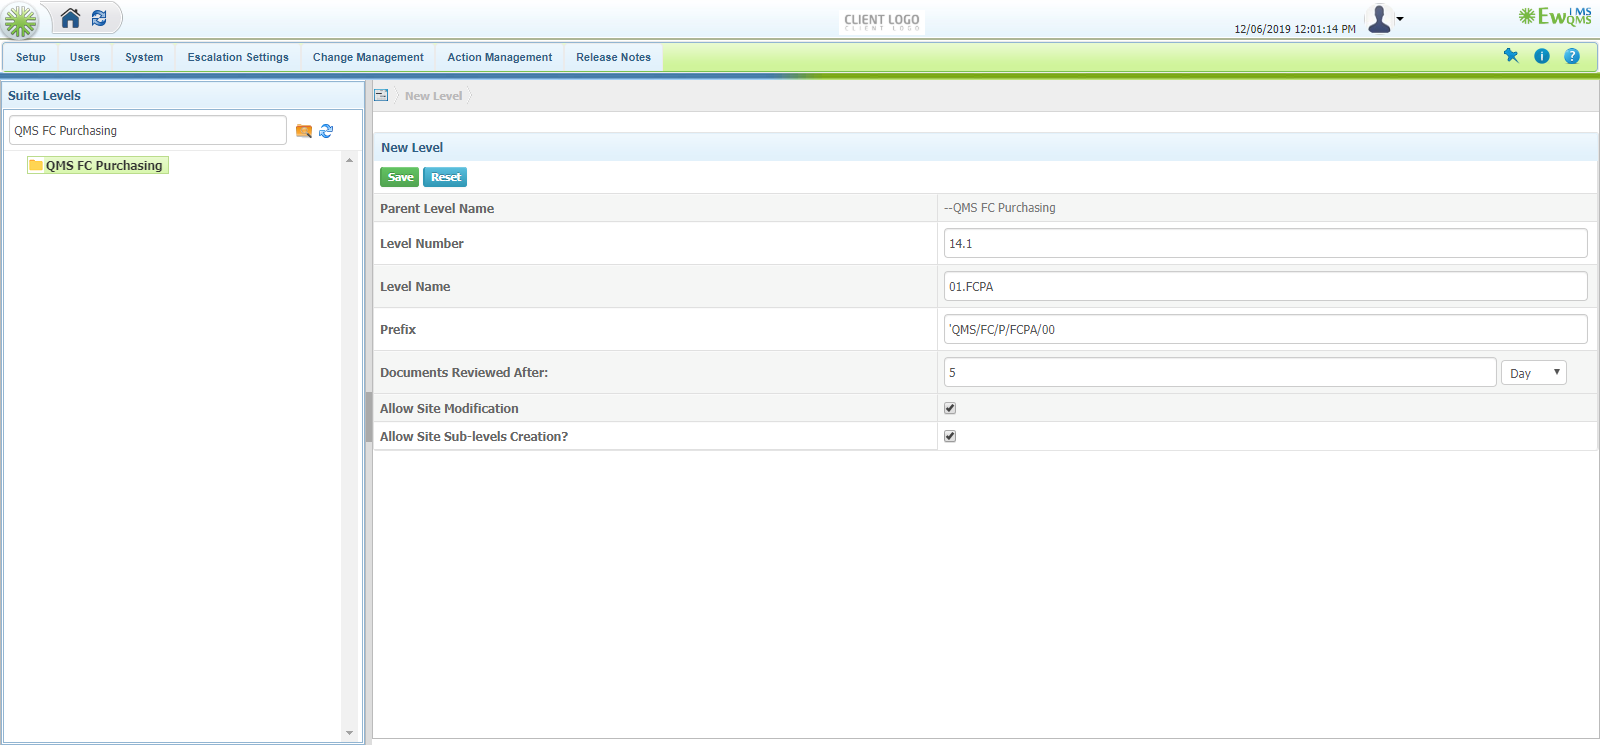 CLIENT LOGO
CLIENT LOGO
12/06/2019 12:01:14 PM
EwIMS
QMS
Setup Users System Escalation Settings Change Management Action Management Release Notes
Suite Levels
QMS FC Purchasing
QMS FC Purchasing
New Level
New Level
Save Reset
Parent Level Name --QMS FC Purchasing
Level Number 14.1
Level Name 01.FCPA
Prefix 'QMS/FC/P/FCPA/00
Documents Reviewed After: 5 Day
Allow Site Modification
Allow Site Sub-levels Creation?